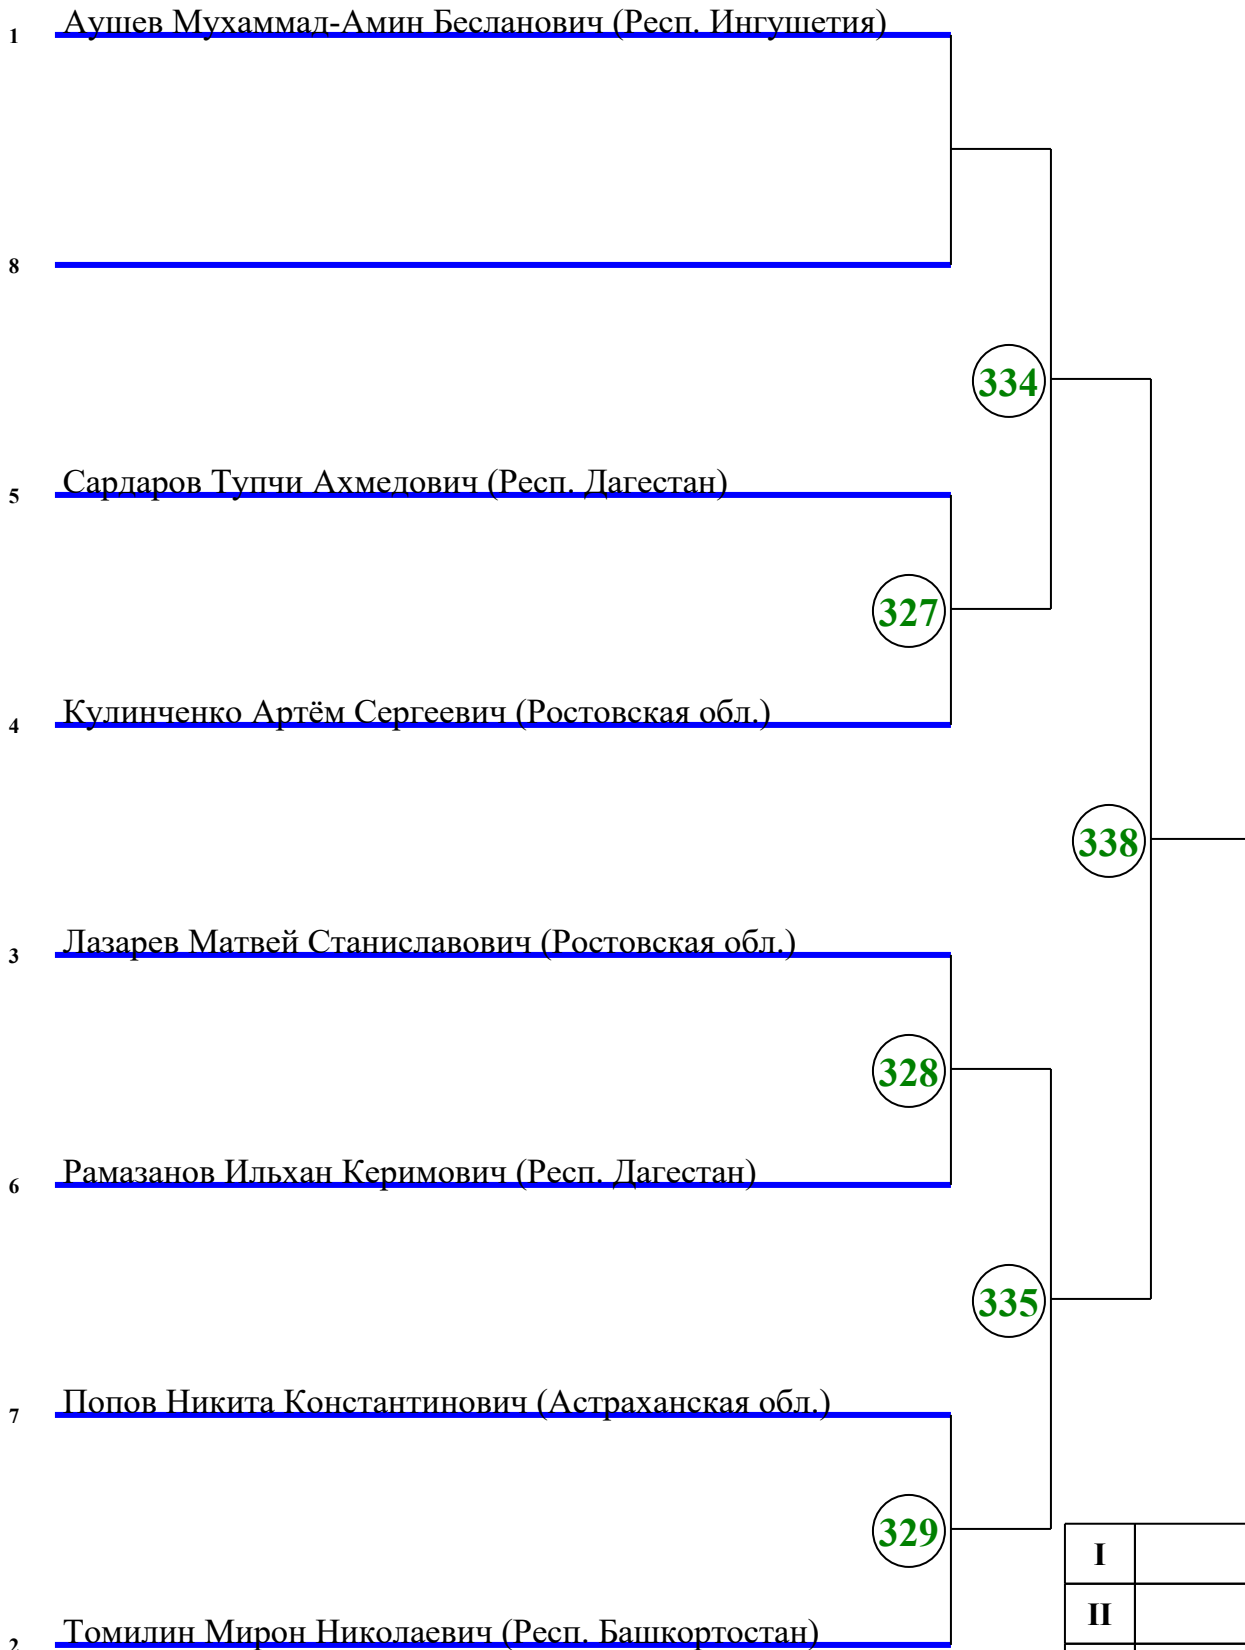 1 Аушев Мухаммад-Амин Бесланович (Респ. Ингушетия)
8
334
5 Сардаров Тупчи Ахмедович (Респ. Дагестан)
327
4 Кулинченко Артём Сергеевич (Ростовская обл.)
338
3 Лазарев Матвей Станиславович (Ростовская обл.)
328
6 Рамазанов Ильхан Керимович (Респ. Дагестан)
335
7 Попов Никита Константинович (Астраханская обл.)
329
I
II
2 Томилин Мирон Николаевич (Респ. Башкортостан)